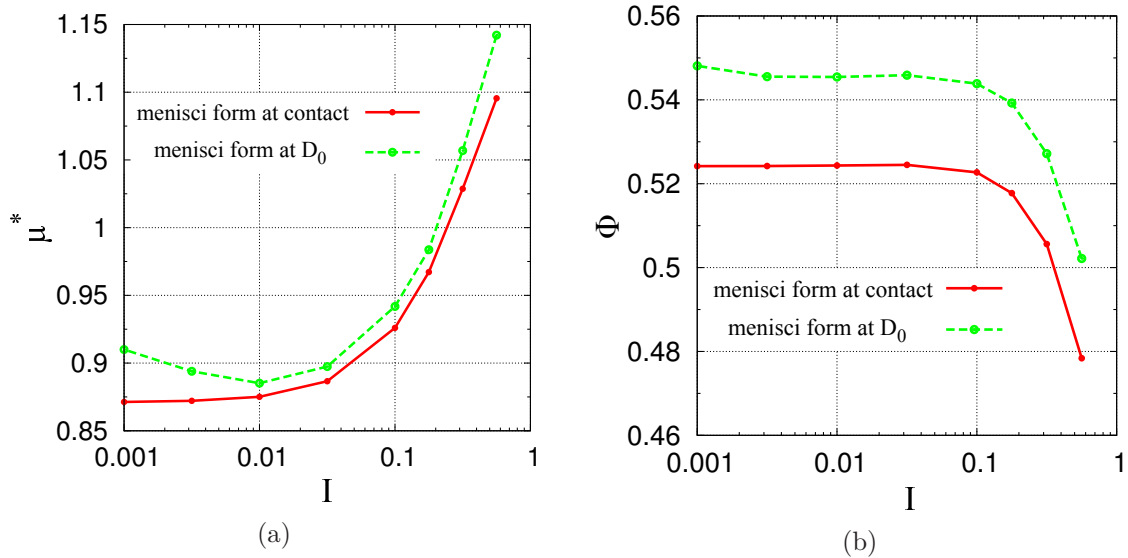 1.15
1.1
1.05
1
0.95
0.9
0.85
μ*
menisci form at contact
menisci form at D0
0.001 0.01 0.1 1
I
(a)
0.56
0.54
0.52
0.5
0.48
0.46
Φ
menisci form at contact
menisci form at D0
0.001 0.01 0.1 1
I
(b)